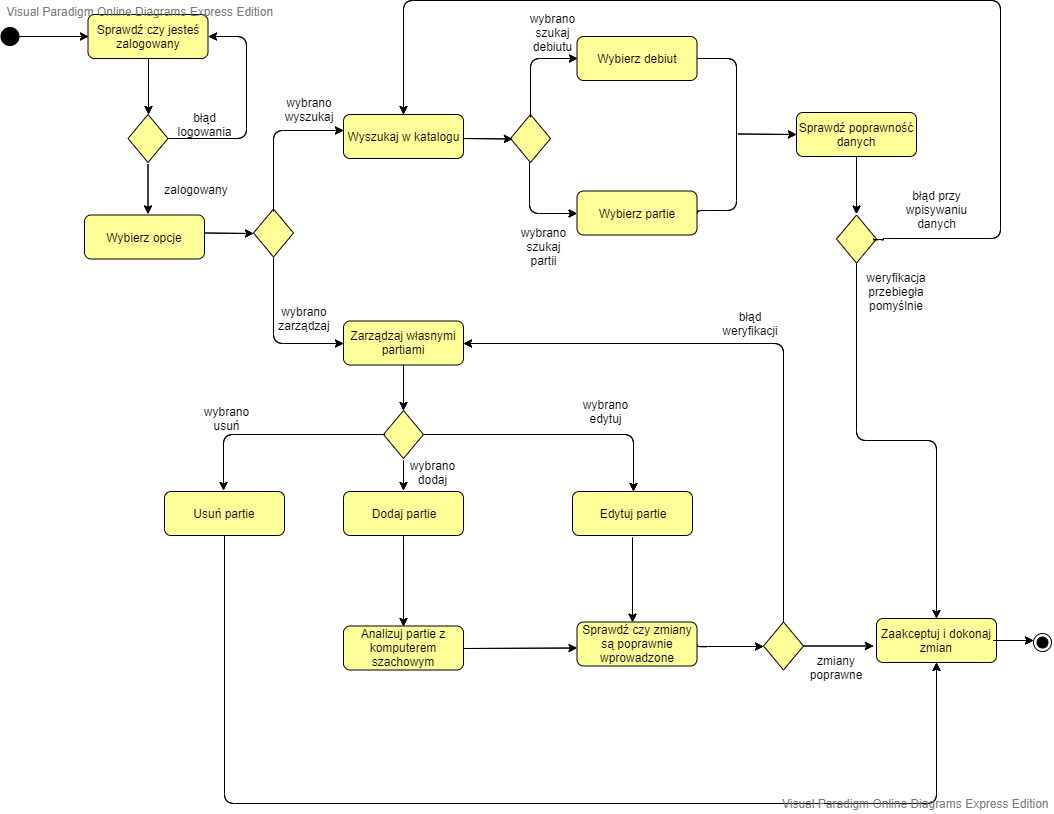 Visual Paradigm Online Diagrams Express Edition
Sprawdź czy jesteś
zalogowany
błąd
logowania
zalogowany
Wybierz opcje
wybrano
wyszukaj
Wyszukaj w katalogu
wybrano
szukaj
debiutu
Wybierz debiut
wybrano
szukaj
partii
Wybierz partie
Sprawdź poprawność
danych
błąd przy
wpisywaniu
danych
weryfikacja
przebiegła
pomyślnie
wybrano
zarządzaj
Zarządzaj własnymi
partiami
błąd
weryfikacji
wybrano
usuń
wybrano
dodaj
wybrano
edytuj
Usuń partie
Dodaj partie
Edytuj partie
Analizuj partie z
komputerem
szachowym
Sprawdź czy zmiany
są poprawnie
wprowadzone
zmiany
poprawne
Zaakceptuj i dokonaj
zmian
Visual Paradigm Online Diagrams Express Edition